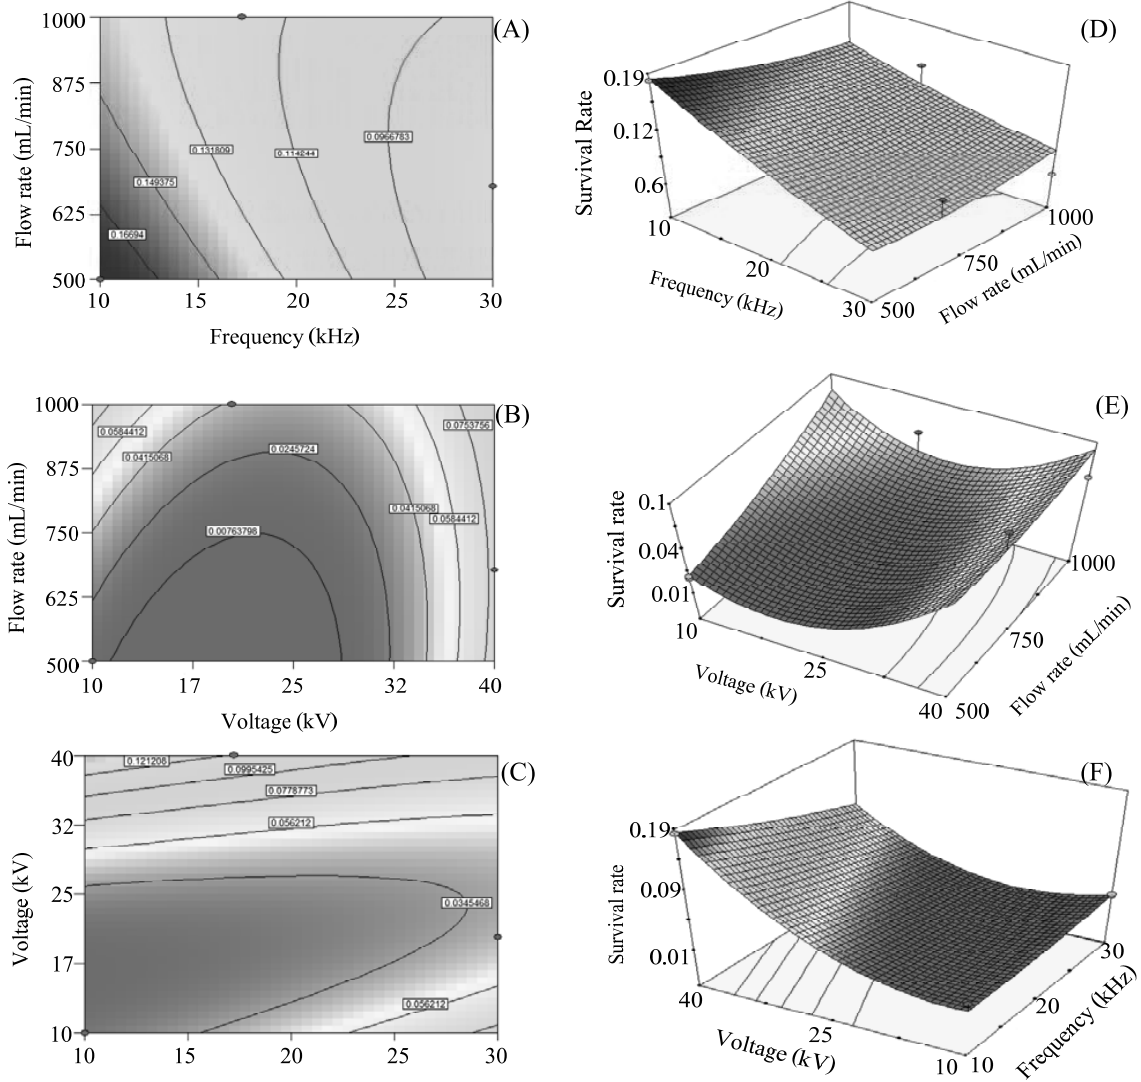 (A)
Flow rate (mL/min)
1000
875
750
625
500
0.16694
0.149375
0.131809
0.114244
0.0966783
10 15 20 25 30
Frequency (kHz)
(D)
Survival Rate
0.19
0.12
0.6
10
20
30
Frequency (kHz)
500
750
1000
Flow rate (mL/min)
(B)
Flow rate (mL/min)
1000
875
750
625
500
0.0584412
0.0415068
0.0245724
0.00763798
0.0415068
0.0584412
0.0753756
10 17 25 32 40
Voltage (kV)
(E)
Survival rate
0.1
0.04
0.01
10
25
40
Voltage (kV)
500
750
1000
Flow rate (mL/min)
(C)
Voltage (kV)
40
32
25
17
10
0.121208
0.0995425
0.0778773
0.056212
0.0345468
0.056212
10 15 20 25 30
(F)
Survival rate
0.19
0.09
0.01
40
25
10
Voltage (kV)
10
20
30
Frequency (kHz)